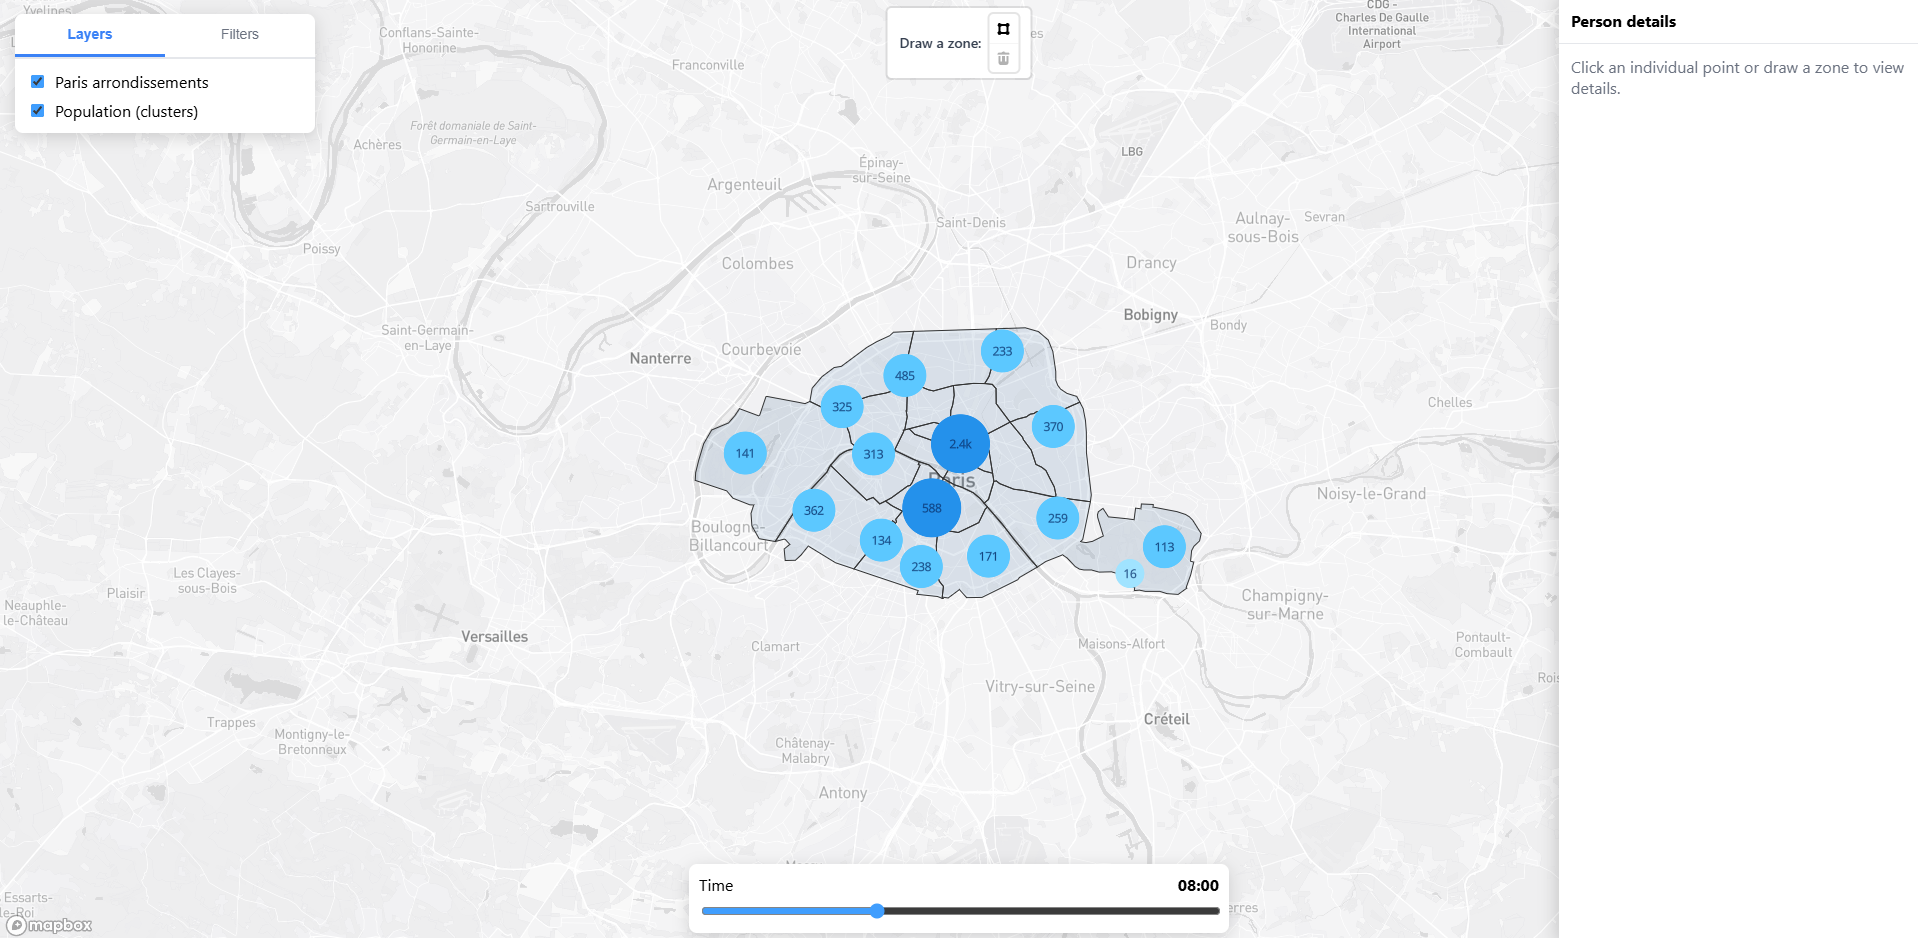 Layers
Filters
Paris arrondissements
Population (clusters)
Draw a zone:
Person details
Click an individual point or draw a zone to view
details.
Yvelines
Conflans-Sainte-
Honorine
Franconville
CDG -
Charles De Gaulle
International
Airport
Forêt domaniale de Saint-
Germain-en-Laye
Achères
LBG
Épinay-
sur-Seine
Argenteuil
Sartrouville
Saint-Denis
Aulnay-
sous-Bois
Sevran
Poissy
Colombes
Drancy
Bobigny
Bondy
Saint-Germain-
en-Laye
Nanterre
Courbevoie
233
485
325
370
2.4k
141
313
Chelles
Paris
Noisy-le-Grand
362
588
259
Boulogne-
Billancourt
134
171
113
238
16
Les Clayes-
sous-Bois
Plaisir
Neauphle-
le-Château
Champigny-
sur-Marne
Versailles
Clamart
Maisons-Alfort
Pontault-
Combault
Vitry-sur-Seine
Créteil
Trappes
Montigny-le-
Bretonneux
Châtenay-
Malabry
Antony
Time
08:00
Essarts-
le-Roi
mapbox